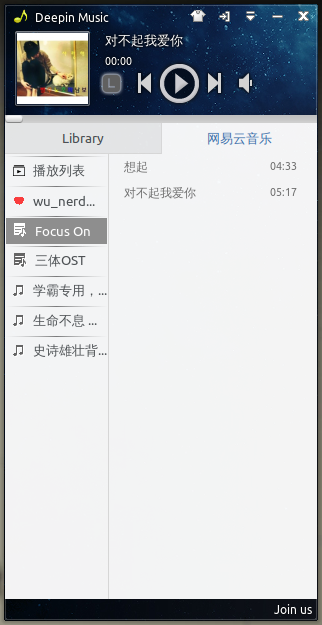 Deepin Music
对不起我爱你
00:00
L
Library
网易云音乐
播放列表
wu_nerd...
Focus On
三体OST
学霸专用，...
生命不息 ...
史诗雄壮背...
想起 04:33
对不起我爱你 05:17
Join us